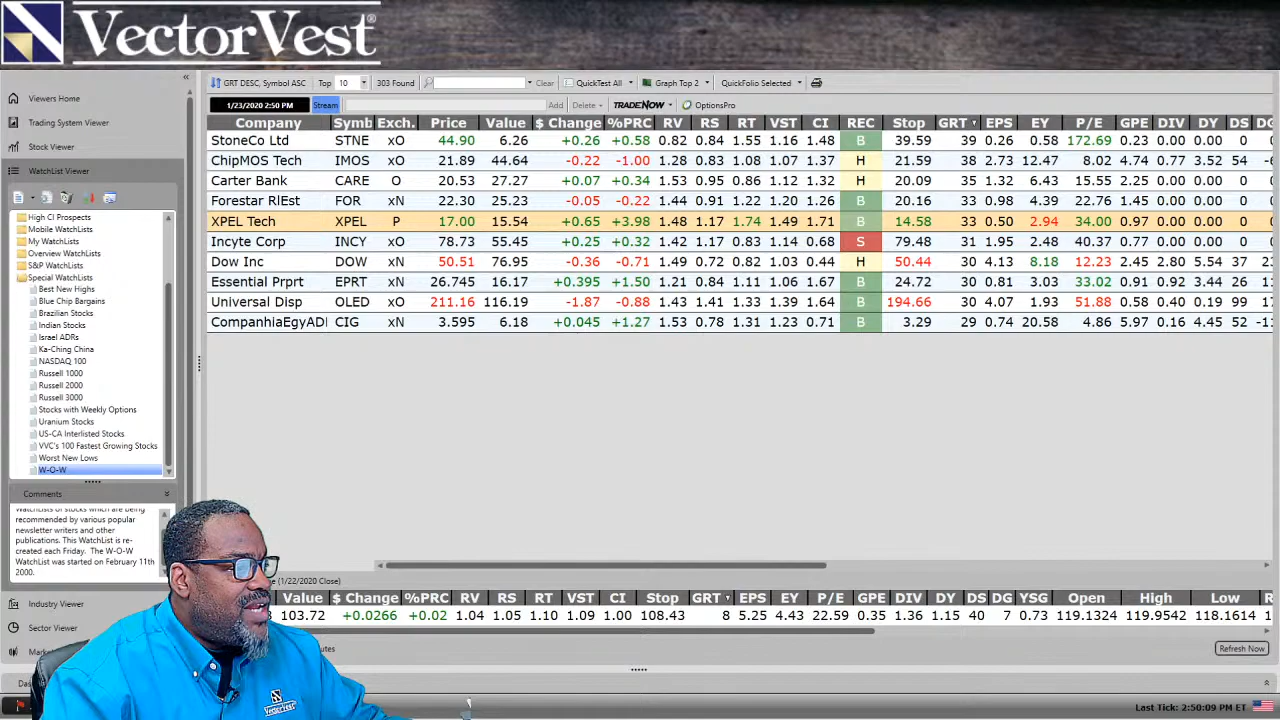 VectorVest®
GRT DESC, Symbol ASC Top 10 303 Found Clear QuickTest All Graph Top 2 QuickFolio Selected
1/23/2020 2:50 PM Stream Add Delete TRADENOW OptionsPro
Company Symb Exch. Price Value $ Change %PRC RV RS RT VST CI REC Stop GRT EPS EY P/E GPE DIV DY DS DG
StoneCo Ltd STNE xO 44.90 6.26 +0.26 +0.58 0.82 0.84 1.55 1.16 1.48 B 39.59 39 0.26 0.58 172.69 0.23 0.00 0.00 0
ChipMOS Tech IMOS xO 21.89 44.64 -0.22 -1.00 1.28 0.83 1.08 1.07 1.37 H 21.59 38 2.73 12.47 8.02 4.74 0.77 3.52 54
Carter Bank CARE O 20.53 27.27 +0.07 +0.34 1.53 0.95 0.86 1.12 1.32 H 20.09 35 1.32 6.43 15.55 2.25 0.00 0.00 0
Forestar RlEst FOR xN 22.30 25.23 -0.05 -0.22 1.44 0.91 1.22 1.20 1.26 B 20.16 33 0.98 4.39 22.76 1.45 0.00 0.00 0
XPEL Tech XPEL P 17.00 15.54 +0.65 +3.98 1.48 1.17 1.74 1.49 1.71 B 14.58 33 0.50 2.94 34.00 0.97 0.00 0.00 0
Incyte Corp INCY xO 78.73 55.45 +0.25 +0.32 1.42 1.17 0.83 1.14 0.68 S 79.48 31 1.95 2.48 40.37 0.77 0.00 0.00 0
Dow Inc DOW xN 50.51 76.95 -0.36 -0.71 1.49 0.72 0.82 1.03 0.44 H 50.44 30 4.13 8.18 12.23 2.45 2.80 5.54 37
Essential Prprt EPRT xN 26.745 16.17 +0.395 +1.50 1.21 0.84 1.11 1.06 1.67 B 24.72 30 0.81 3.03 33.02 0.91 0.92 3.44 26
Universal Disp OLED xO 211.16 116.19 -1.87 -0.88 1.43 1.41 1.33 1.39 1.64 B 194.66 30 4.07 1.93 51.88 0.58 0.40 0.19 99
CompanhiaEgyADI CIG xN 3.595 6.18 +0.045 +1.27 1.53 0.78 1.31 1.23 0.71 B 3.29 29 0.74 20.58 4.86 5.97 0.16 4.45 52 -1
Viewers Home
Trading System Viewer
Stock Viewer
WatchList Viewer
High CI Prospects
Mobile WatchLists
My WatchLists
Overview WatchLists
S&P WatchLists
Special WatchLists
Best New Highs
Blue Chip Bargains
Brazilian Stocks
Indian Stocks
Israel ADRs
Ka-Ching China
NASDAQ 100
Russell 1000
Russell 2000
Russell 3000
Stocks with Weekly Options
Uranium Stocks
US-CA Interlisted Stocks
VVC's 100 Fastest Growing Stocks
Worst New Lows
W-O-W
Comments
WatchLists of stocks which are being
recommended by various popular
newsletter writers and other
publications. This WatchList is
re-created each Friday. The W-O-W
WatchList was started on February 11th
2000.
Industry Viewer
Sector Viewer
(1/22/2020 Close)
Value $ Change %PRC RV RS RT VST CI Stop GRT EPS EY P/E GPE DIV DY DS DG YSG Open High Low
103.72 +0.0266 +0.02 1.04 1.05 1.10 1.09 1.09 108.43 8 5.25 4.43 22.59 0.35 1.36 1.15 40 7 0.73 119.1324 119.9542 118.1614
Refresh Now
VectorVest
Last Tick: 2:50:09 PM ET